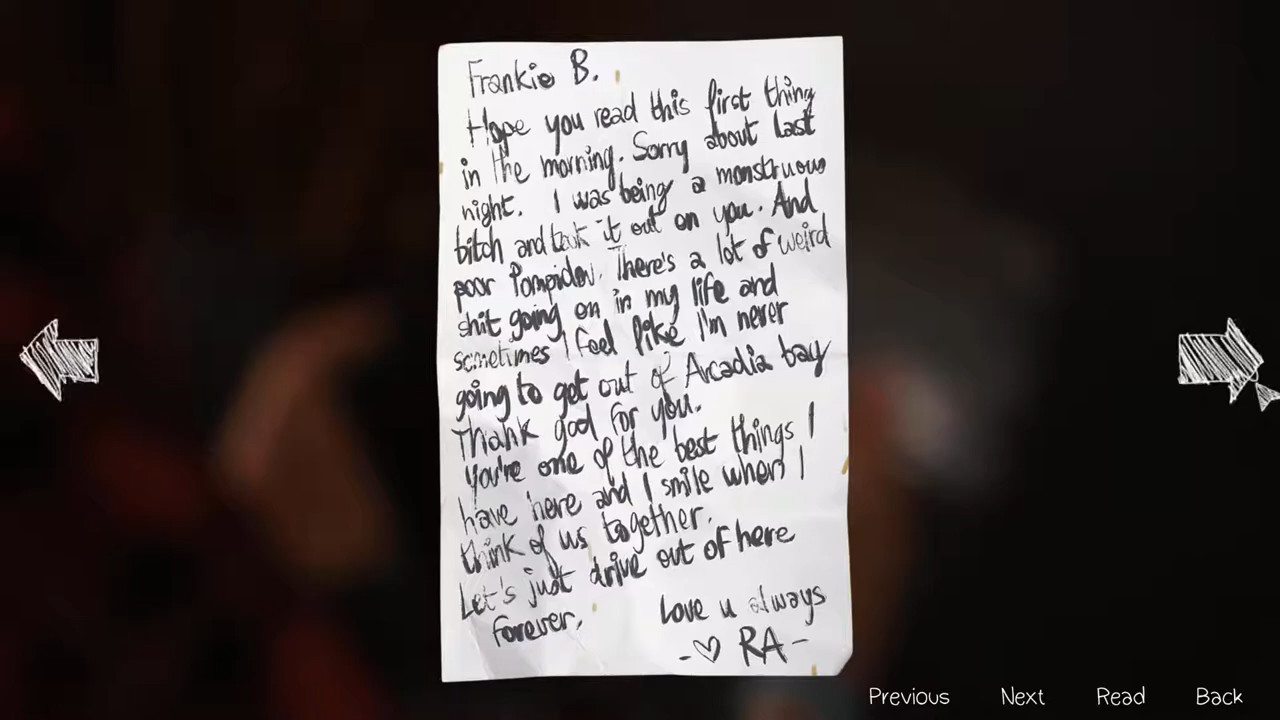 Frankie B.
Hope you read this first thing
in the morning. Sorry about last
night. I was being a monstruous
bitch and took it out on you. And
poor Pompidou. There's a lot of weird
shit going on in my life and
sometimes I feel like I'm never
going to get out of Arcadia bay
Thank god for you.
You're one of the best things I
have here and I smile when I
think of us together.
Let's just drive out of here
forever.
Love u always
-♡ RA-
Previous Next Read Back